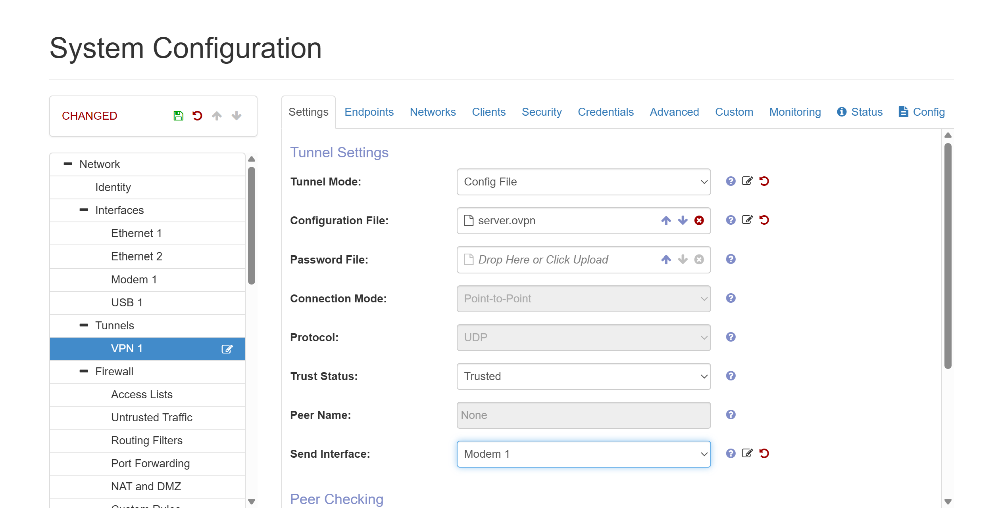 System Configuration
CHANGED
Settings Endpoints Networks Clients Security Credentials Advanced Custom Monitoring Status Config
Network
Identity
Interfaces
Ethernet 1
Ethernet 2
Modem 1
USB 1
Tunnels
VPN 1
Firewall
Access Lists
Untrusted Traffic
Routing Filters
Port Forwarding
NAT and DMZ
Custom Rules
Tunnel Settings
Tunnel Mode: Config File
Configuration File: server.ovpn
Password File: Drop Here or Click Upload
Connection Mode: Point-to-Point
Protocol: UDP
Trust Status: Trusted
Peer Name: None
Send Interface: Modem 1
Peer Checking